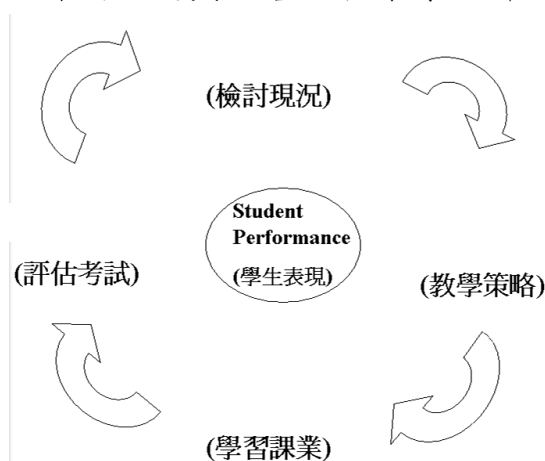 (檢討現況)
Student
Performance
(學生表現)
(評估考試)
(教學策略)
(學習課業)